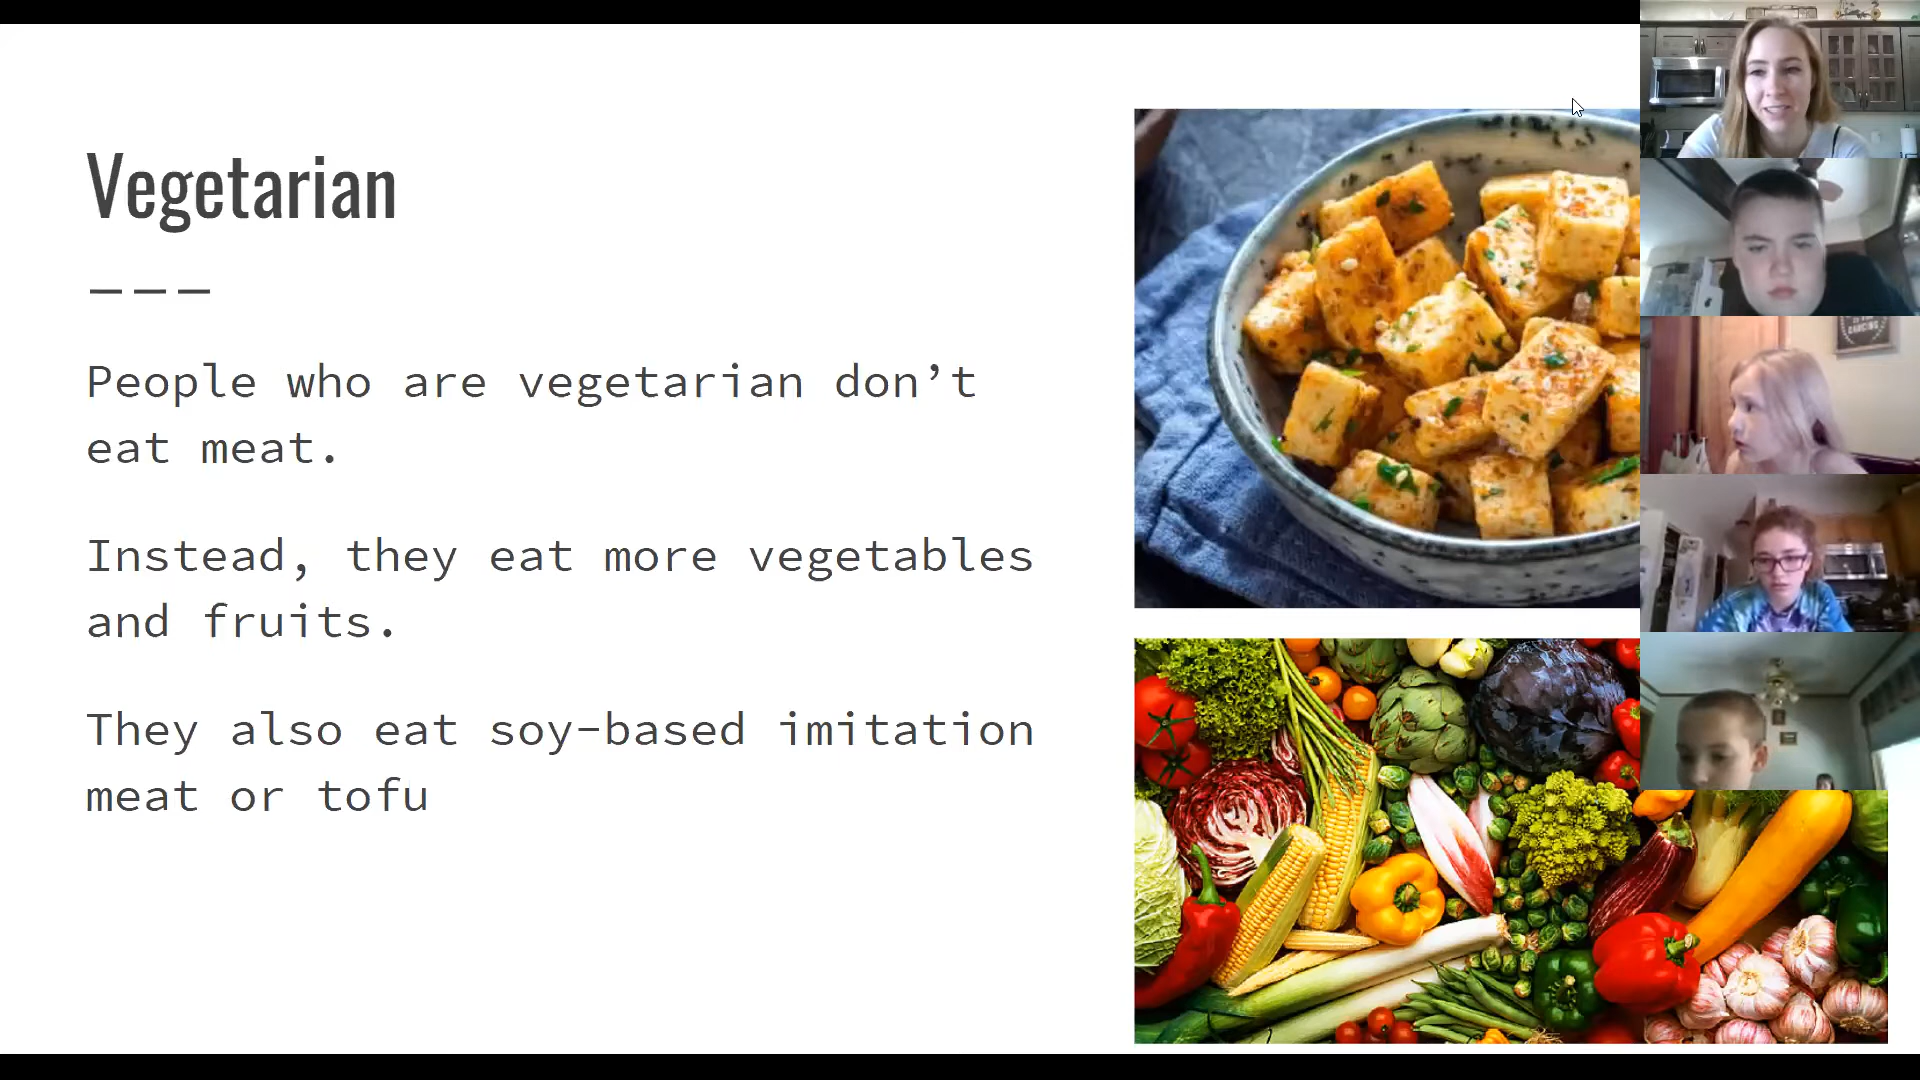 Vegetarian
People who are vegetarian don’t
eat meat.
Instead, they eat more vegetables
and fruits.
They also eat soy-based imitation
meat or tofu